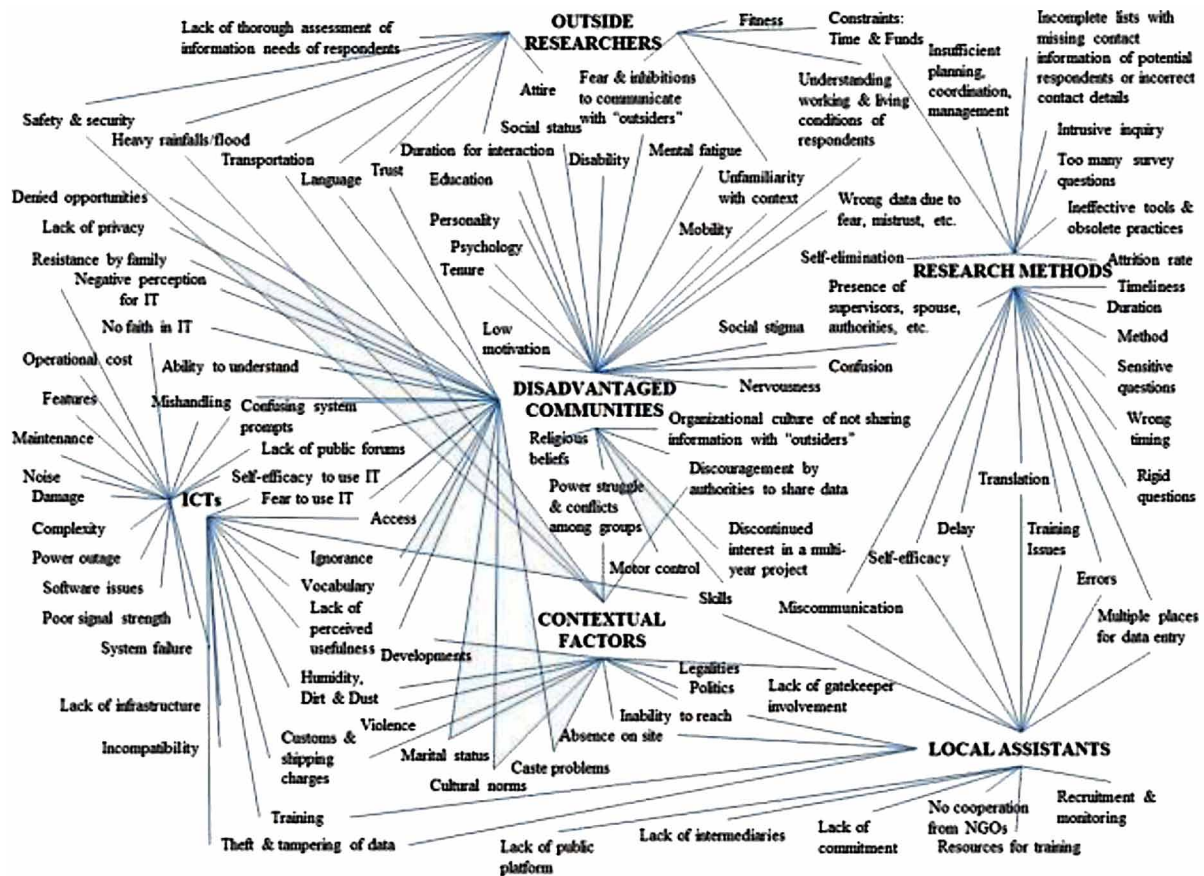 OUTSIDE
RESEARCHERS
Fitness
Constraints:
Time & Funds
Incomplete lists with
missing contact
information of potential
respondents or incorrect
contact details
Lack of thorough assessment of
information needs of respondents
Insufficient
planning,
coordination,
management
Attire
Fear & inhibitions
to communicate
with "outsiders"
Understanding
working & living
conditions of
respondents
Safety & security
Heavy rainfalls/flood
Transportation
Language
Trust
Social status
Duration for interaction
Education
Disability
Mental fatigue
Intrusive inquiry
Too many survey
questions
Unfamiliarity
with context
Denied opportunities
Lack of privacy
Personality
Psychology
Tenure
Mobility
Wrong data due to
fear, mistrust, etc.
Ineffective tools &
obsolete practices
Self-elimination
RESEARCH METHODS
Attrition rate
Resistance by family
Negative perception
for IT
Presence of
supervisors, spouse,
authorities, etc.
Timeliness
Duration
No faith in IT
Low
motivation
Social stigma
Method
Operational cost
Ability to understand
Confusion
Sensitive
questions
DISADVANTAGED
COMMUNITIES
Nervousness
Features
Mishandling
Confusing system
prompts
Organizational culture of not sharing
information with "outsiders"
Wrong
timing
Maintenance
Lack of public forums
Religious
beliefs
Noise
Self-efficacy to use IT
Discouragement by
authorities to share data
Rigid
questions
Damage
ICTs
Fear to use IT
Power struggle
& conflicts
among groups
Translation
Complexity
Access
Discontinued
interest in a multi-
year project
Delay
Training
Issues
Power outage
Ignorance
Self-efficacy
Motor control
Errors
Software issues
Vocabulary
Skills
Miscommunication
Multiple places
for data entry
Poor signal strength
Lack of
perceived
usefulness
CONTEXTUAL
FACTORS
System failure
Developments
Humidity,
Dirt & Dust
Legalities
Politics
Lack of gatekeeper
involvement
Lack of infrastructure
Violence
Inability to reach
Incompatibility
Customs &
shipping
charges
Marital status
Absence on site
LOCAL ASSISTANTS
Caste problems
Cultural norms
Training
Recruitment &
monitoring
No cooperation
from NGOs
Theft & tampering of data
Lack of public
platform
Lack of intermediaries
Lack of
commitment
Resources for training